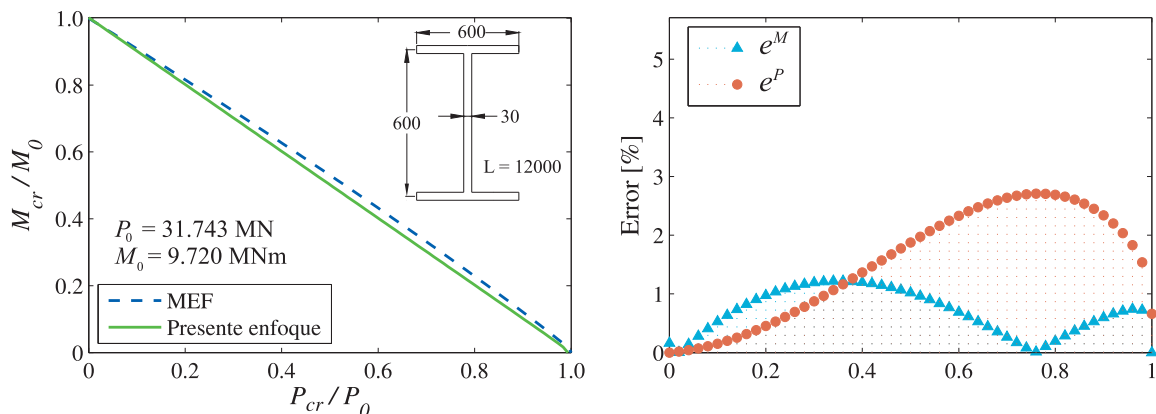 1.0
0.8
0.6
0.4
0.2
0
0
0.2
0.4
0.6
0.8
1.0
M_cr / M_0
P_cr / P_0
600
600
30
L = 12000
P_0 = 31.743 MN
M_0 = 9.720 MNm
MEF
Presente enfoque
5
4
3
2
1
0
0
0.2
0.4
0.6
0.8
1
Error [%]
e^M
e^P